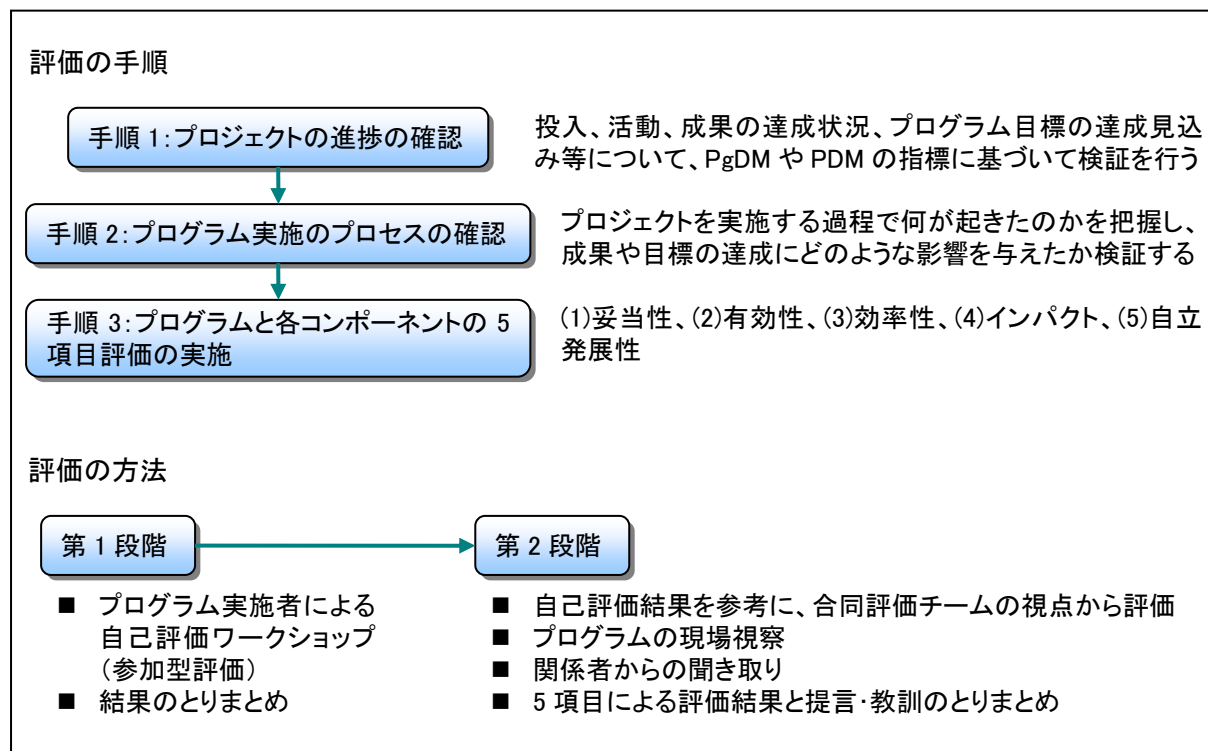 評価の手順
手順 1：プロジェクトの進捗の確認
投入、活動、成果の達成状況、プログラム目標の達成見込
み等について、PgDM や PDM の指標に基づいて検証を行う
手順 2：プログラム実施のプロセスの確認
プロジェクトを実施する過程で何が起きたのかを把握し、
成果や目標の達成にどのような影響を与えたか検証する
手順 3：プログラムと各コンポーネントの 5
項目評価の実施
(1)妥当性、(2)有効性、(3)効率性、(4)インパクト、(5)自立
発展性
評価の方法
第 1 段階
■ プログラム実施者による
自己評価ワークショップ
（参加型評価）
■ 結果のとりまとめ
第 2 段階
■ 自己評価結果を参考に、合同評価チームの視点から評価
■ プログラムの現場視察
■ 関係者からの聞き取り
■ 5 項目による評価結果と提言・教訓のとりまとめ